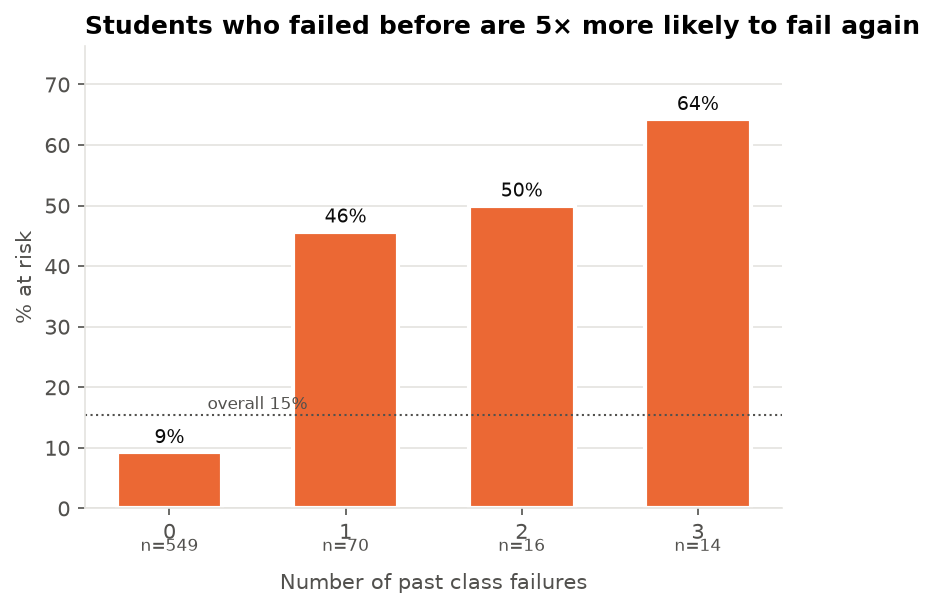 Students who failed before are 5× more likely to fail again
70
60
50
40
30
20
10
0
% at risk
64%
50%
46%
overall 15%
9%
0 1 2 3
n=549 n=70 n=16 n=14
Number of past class failures